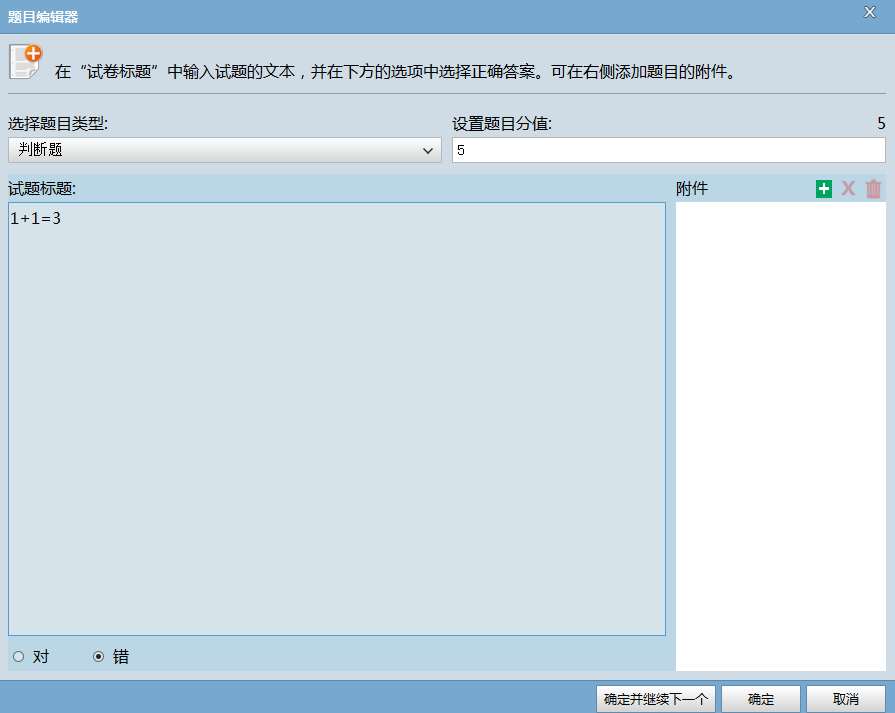 题目编辑器
在“试卷标题”中输入试题的文本，并在下方的选项中选择正确答案。可在右侧添加题目的附件。
选择题目类型:
设置题目分值:
5
判断题
5
试题标题:
附件
1+1=3
对
错
确定并继续下一个
确定
取消